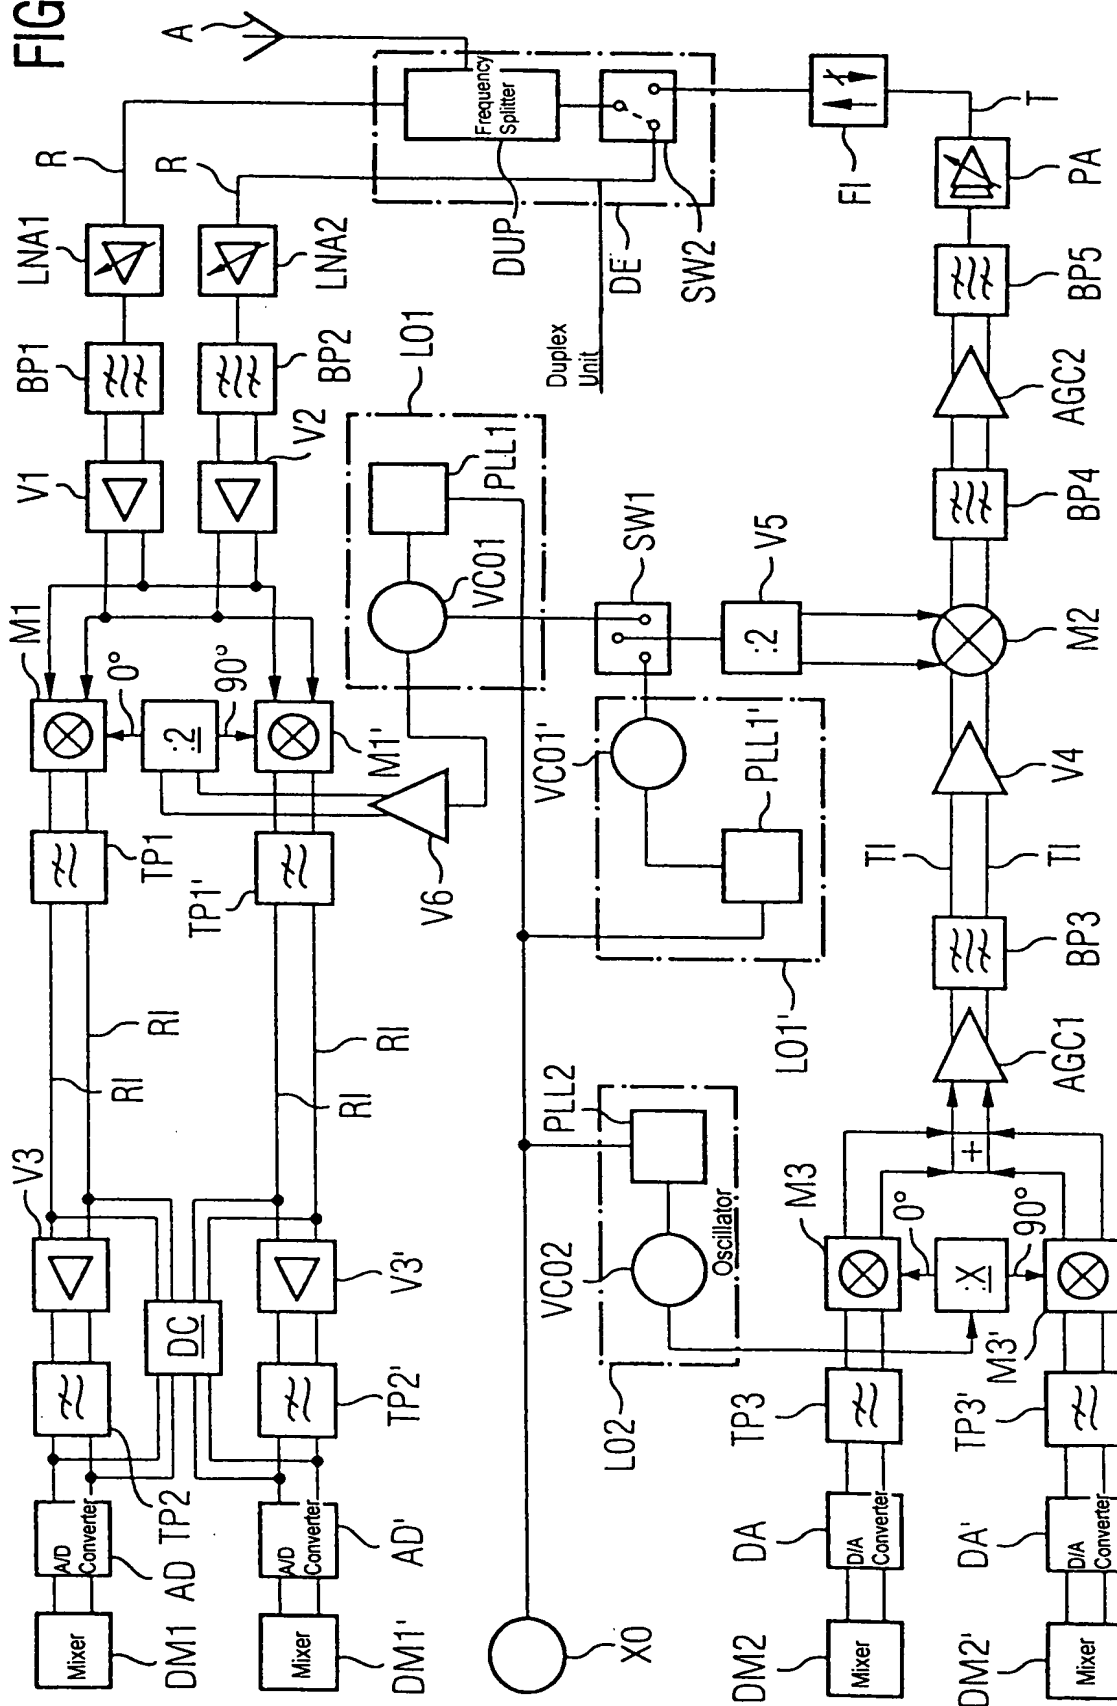 FIG
A
R
R
LNA1
LNA2
BP1
BP2
V1
V2
M1
0°
:2
90°
M1'
TP1
TP1'
V6
RI
RI
RI
RI
V3
V3'
DC
TP2
TP2'
A/D
Converter
AD
A/D
Converter
AD'
Mixer
DM1
Mixer
DM1'
Frequency
Splitter
DUP
DE
SW2
Duplex
Unit
LO1
PLL1
VCO1
SW1
V5
:2
VCO1'
PLL1'
LO1'
PLL2
VCO2
Oscillator
LO2
XO
FI
T
PA
BP5
AGC2
BP4
M2
V4
TI
TI
BP3
AGC1
+
M3
0°
:X
90°
M3'
TP3
TP3'
D/A
Converter
DA
D/A
Converter
DA'
Mixer
DM2
Mixer
DM2'